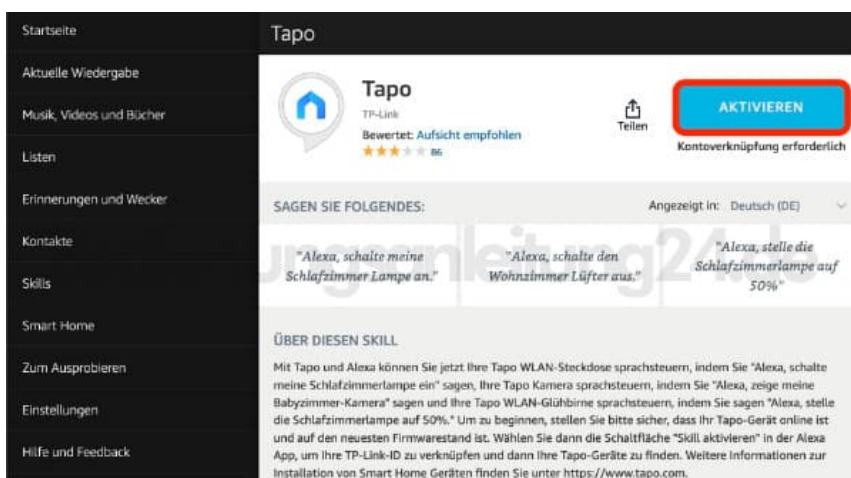 Startseite
Aktuelle Wiedergabe
Musik, Videos und Bücher
Listen
Erinnerungen und Wecker
Kontakte
Skills
Smart Home
Zum Ausprobieren
Einstellungen
Hilfe und Feedback
Tapo
Tapo
TP-Link
Bewertet: Aufsicht empfohlen
86
Teilen
AKTIVIEREN
Kontoverknüpfung erforderlich
SAGEN SIE FOLGENDES:
Angezeigt in: Deutsch (DE)
"Alexa, schalte meine
Schlafzimmer Lampe an."
"Alexa, schalte den
Wohnzimmer Lüfter aus."
"Alexa, stelle die
Schlafzimmerlampe auf
50%"
ÜBER DIESEN SKILL
Mit Tapo und Alexa können Sie jetzt Ihre Tapo WLAN-Steckdose sprachsteuern, indem Sie "Alexa, schalte
meine Schlafzimmerlampe ein" sagen, Ihre Tapo Kamera sprachsteuern, indem Sie "Alexa, zeige meine
Babyzimmer-Kamera" sagen und Ihre Tapo WLAN-Glühbirne sprachsteuern, indem Sie sagen "Alexa, stelle
die Schlafzimmerlampe auf 50%." Um zu beginnen, stellen Sie bitte sicher, dass Ihr Tapo-Gerät online ist
und auf den neuesten Firmwarestand ist. Wählen Sie dann die Schaltfläche "Skill aktivieren" in der Alexa
App, um Ihre TP-Link-ID zu verknüpfen und dann Ihre Tapo-Geräte zu finden. Weitere Informationen zur
Installation von Smart Home Geräten finden Sie unter https://www.tapo.com.